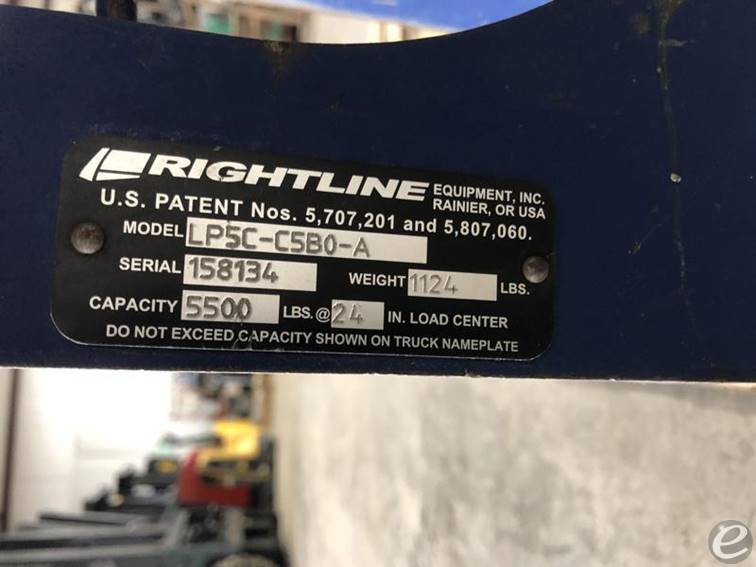 RIGHTLINE EQUIPMENT, INC.
RAINIER, OR USA
U.S. PATENT Nos. 5,707,201 and 5,807,060.
MODEL LP5C-C5B0-A
SERIAL 158134 WEIGHT 1124 LBS.
CAPACITY 5500 LBS. @ 24 IN. LOAD CENTER
DO NOT EXCEED CAPACITY SHOWN ON TRUCK NAMEPLATE
e